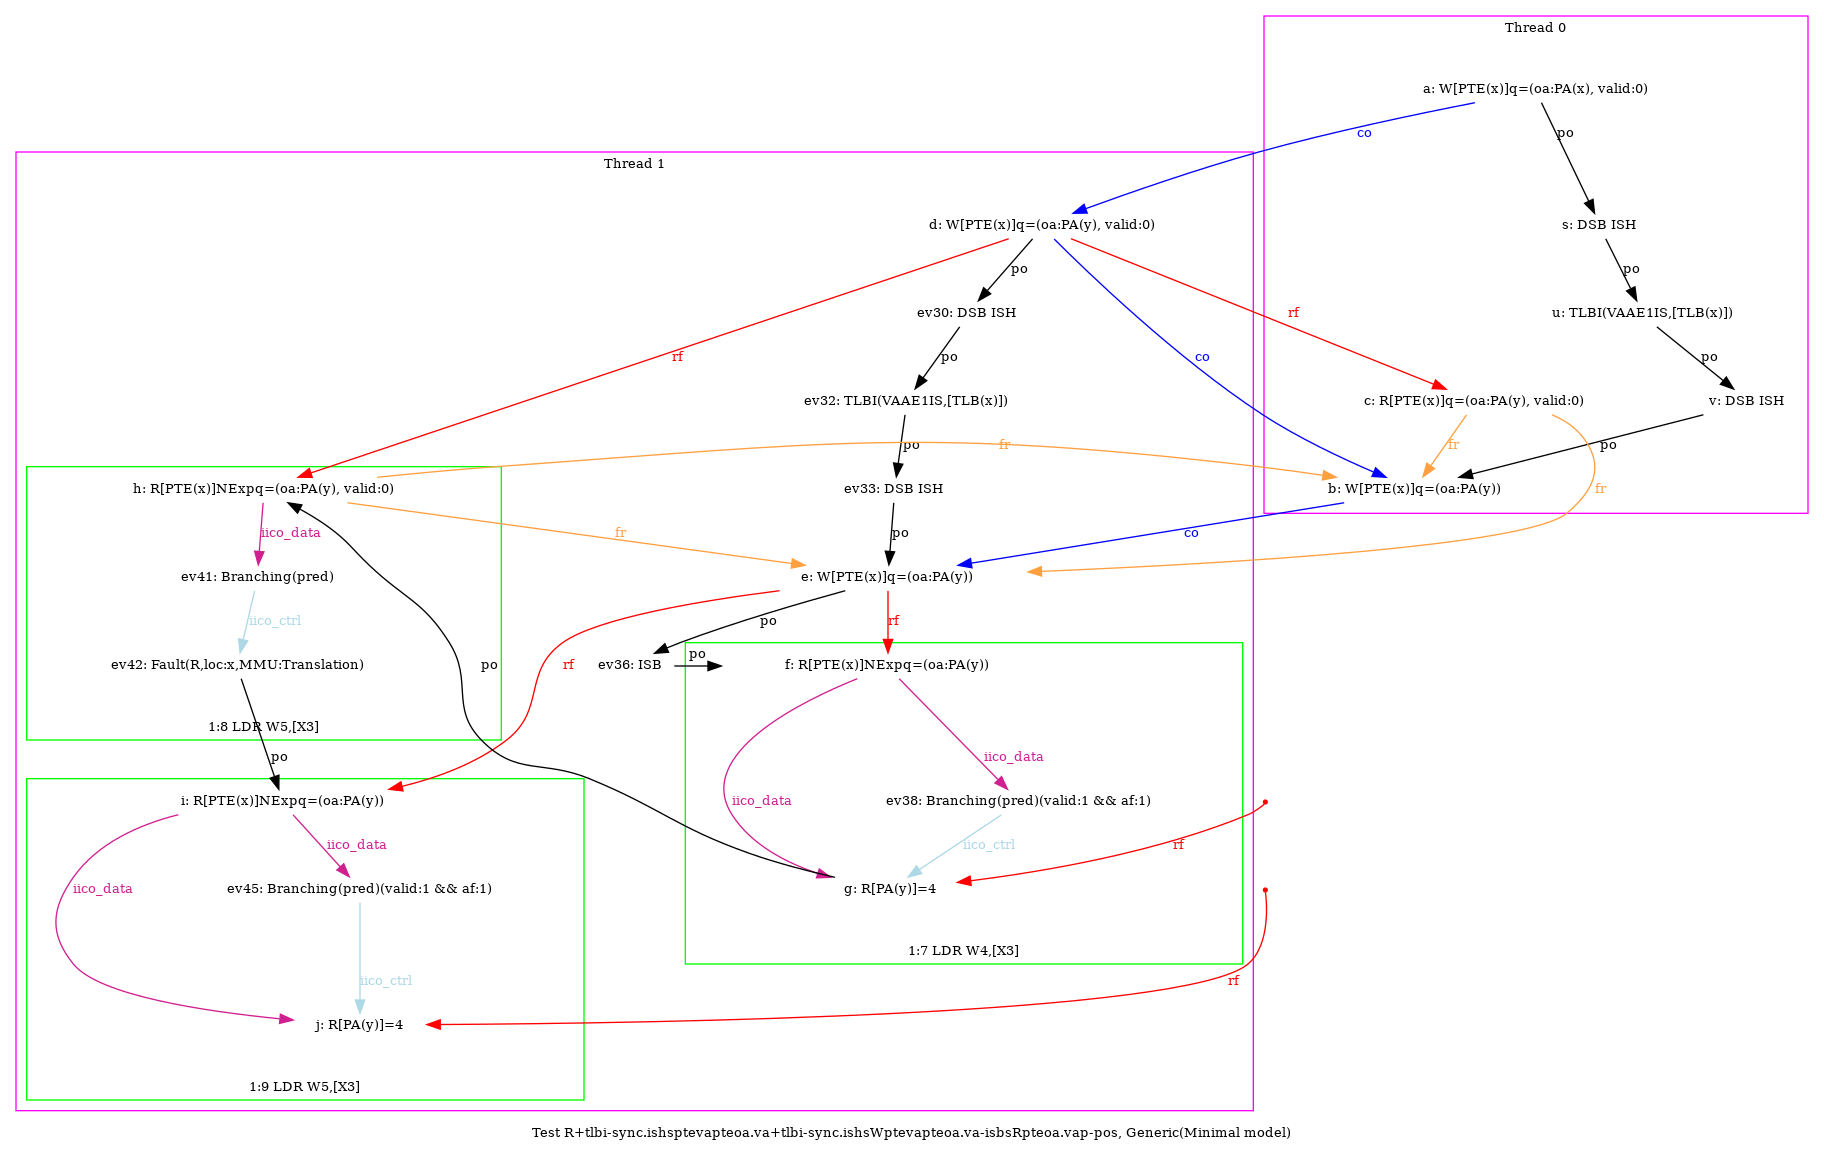 Thread 0
a: W[PTE(x)]q=(oa:PA(x), valid:0)
co
po
Thread 1
d: W[PTE(x)]q=(oa:PA(y), valid:0)
s: DSB ISH
po
po
ev30: DSB ISH
rf
u: TLBI(VAAE1IS,[TLB(x)])
rf
po
co
po
ev32: TLBI(VAAE1IS,[TLB(x)])
c: R[PTE(x)]q=(oa:PA(y), valid:0)
v: DSB ISH
po
fr
fr
po
h: R[PTE(x)]NExpq=(oa:PA(y), valid:0)
ev33: DSB ISH
b: W[PTE(x)]q=(oa:PA(y))
fr
iico_data
fr
po
co
ev41: Branching(pred)
e: W[PTE(x)]q=(oa:PA(y))
iico_ctrl
po
rf
ev42: Fault(R,loc:x,MMU:Translation)
po
rf
ev36: ISB
po
f: R[PTE(x)]NExpq=(oa:PA(y))
1:8 LDR W5,[X3]
po
iico_data
i: R[PTE(x)]NExpq=(oa:PA(y))
iico_data
ev38: Branching(pred)(valid:1 && af:1)
iico_data
iico_ctrl
rf
iico_data
ev45: Branching(pred)(valid:1 && af:1)
g: R[PA(y)]=4
1:7 LDR W4,[X3]
iico_ctrl
rf
j: R[PA(y)]=4
1:9 LDR W5,[X3]
Test R+tlbi-sync.ishsptevapteoa.va+tlbi-sync.ishsWptevapteoa.va-isbsRpteoa.vap-pos, Generic(Minimal model)